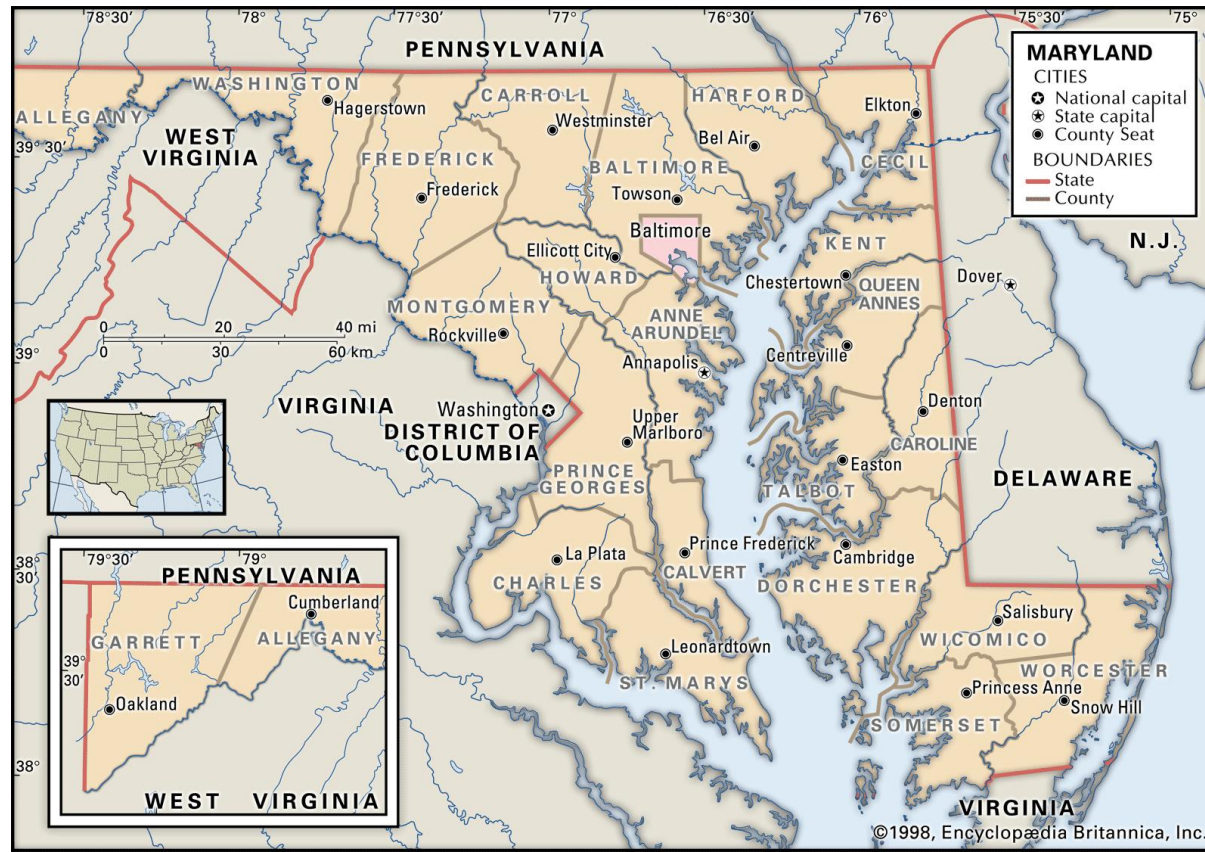 78°30'
78°
77°30'
77°
76°30'
76°
75°30'
75°
PENNSYLVANIA
MARYLAND
CITIES
National capital
State capital
County Seat
BOUNDARIES
State
County
WASHINGTON
Hagerstown
CARROLL
HARFORD
Elkton
ALLEGANY
WEST
VIRGINIA
Westminster
Bel Air
39°30'
FREDERICK
BALTIMORE
CECIL
Frederick
Towson
Baltimore
KENT
N.J.
Ellicott City
HOWARD
Chestertown
QUEEN
ANNES
Dover
MONTGOMERY
ANNE
ARUNDEL
0 20 40 mi
0 30 60 km
Rockville
39°
Annapolis
Centreville
VIRGINIA
Washington
DISTRICT OF
COLUMBIA
Upper
Marlboro
Denton
CAROLINE
PRINCE
GEORGES
Easton
TALBOT
DELAWARE
38°
30'
La Plata
CHARLES
Prince Frederick
CALVERT
Cambridge
DORCHESTER
Salisbury
WICOMICO
Leonardtown
ST. MARYS
WORCESTER
Princess Anne
SOMERSET
Snow Hill
38°
VIRGINIA
79°30'
79°
PENNSYLVANIA
Cumberland
GARRETT
ALLEGANY
39°
30'
Oakland
WEST VIRGINIA
©1998, Encyclopædia Britannica, Inc.